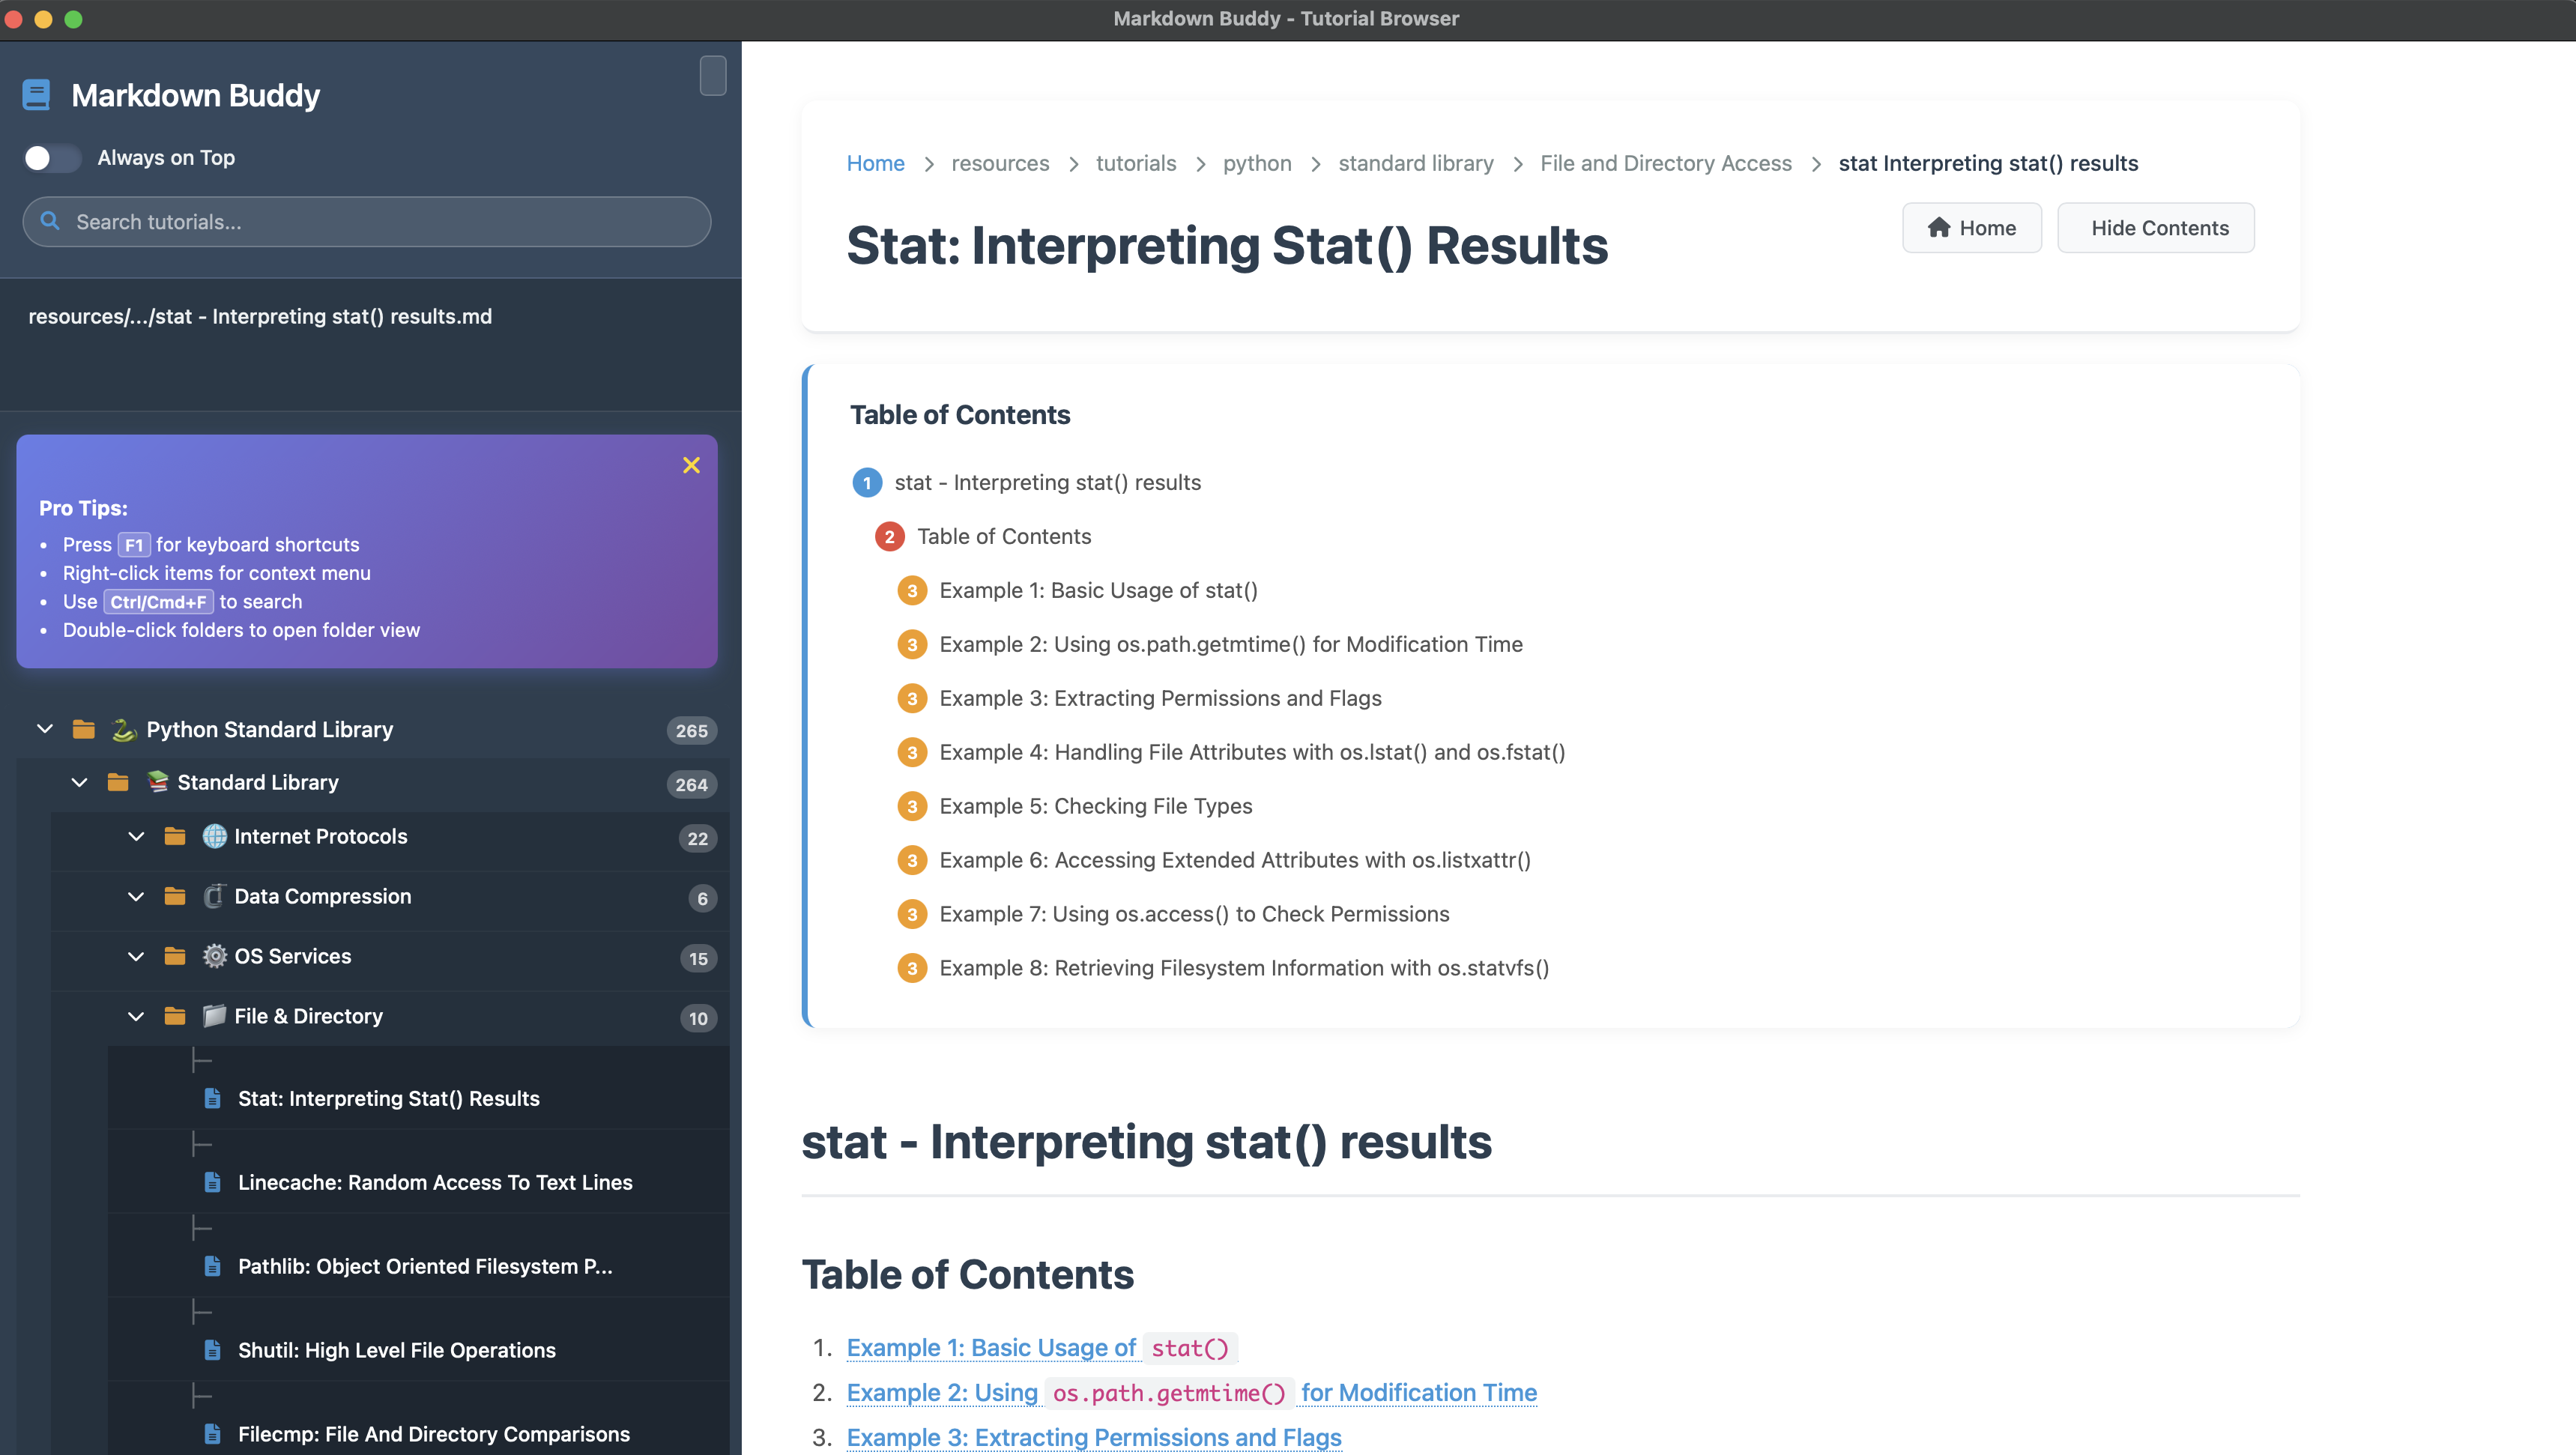 Markdown Buddy - Tutorial Browser
Markdown Buddy
Always on Top
Search tutorials...
resources/.../stat - Interpreting stat() results.md
Pro Tips:
• Press F1 for keyboard shortcuts
• Right-click items for context menu
• Use Ctrl/Cmd+F to search
• Double-click folders to open folder view
Python Standard Library 265
Standard Library 264
Internet Protocols 22
Data Compression 6
OS Services 15
File & Directory 10
Stat: Interpreting Stat() Results
Linecache: Random Access To Text Lines
Pathlib: Object Oriented Filesystem P...
Shutil: High Level File Operations
Filecmp: File And Directory Comparisons
Home > resources > tutorials > python > standard library > File and Directory Access > stat Interpreting stat() results
Stat: Interpreting Stat() Results
Home
Hide Contents
Table of Contents
1 stat - Interpreting stat() results
2 Table of Contents
3 Example 1: Basic Usage of stat()
3 Example 2: Using os.path.getmtime() for Modification Time
3 Example 3: Extracting Permissions and Flags
3 Example 4: Handling File Attributes with os.lstat() and os.fstat()
3 Example 5: Checking File Types
3 Example 6: Accessing Extended Attributes with os.listxattr()
3 Example 7: Using os.access() to Check Permissions
3 Example 8: Retrieving Filesystem Information with os.statvfs()
stat - Interpreting stat() results
Table of Contents
1. Example 1: Basic Usage of stat()
2. Example 2: Using os.path.getmtime() for Modification Time
3. Example 3: Extracting Permissions and Flags